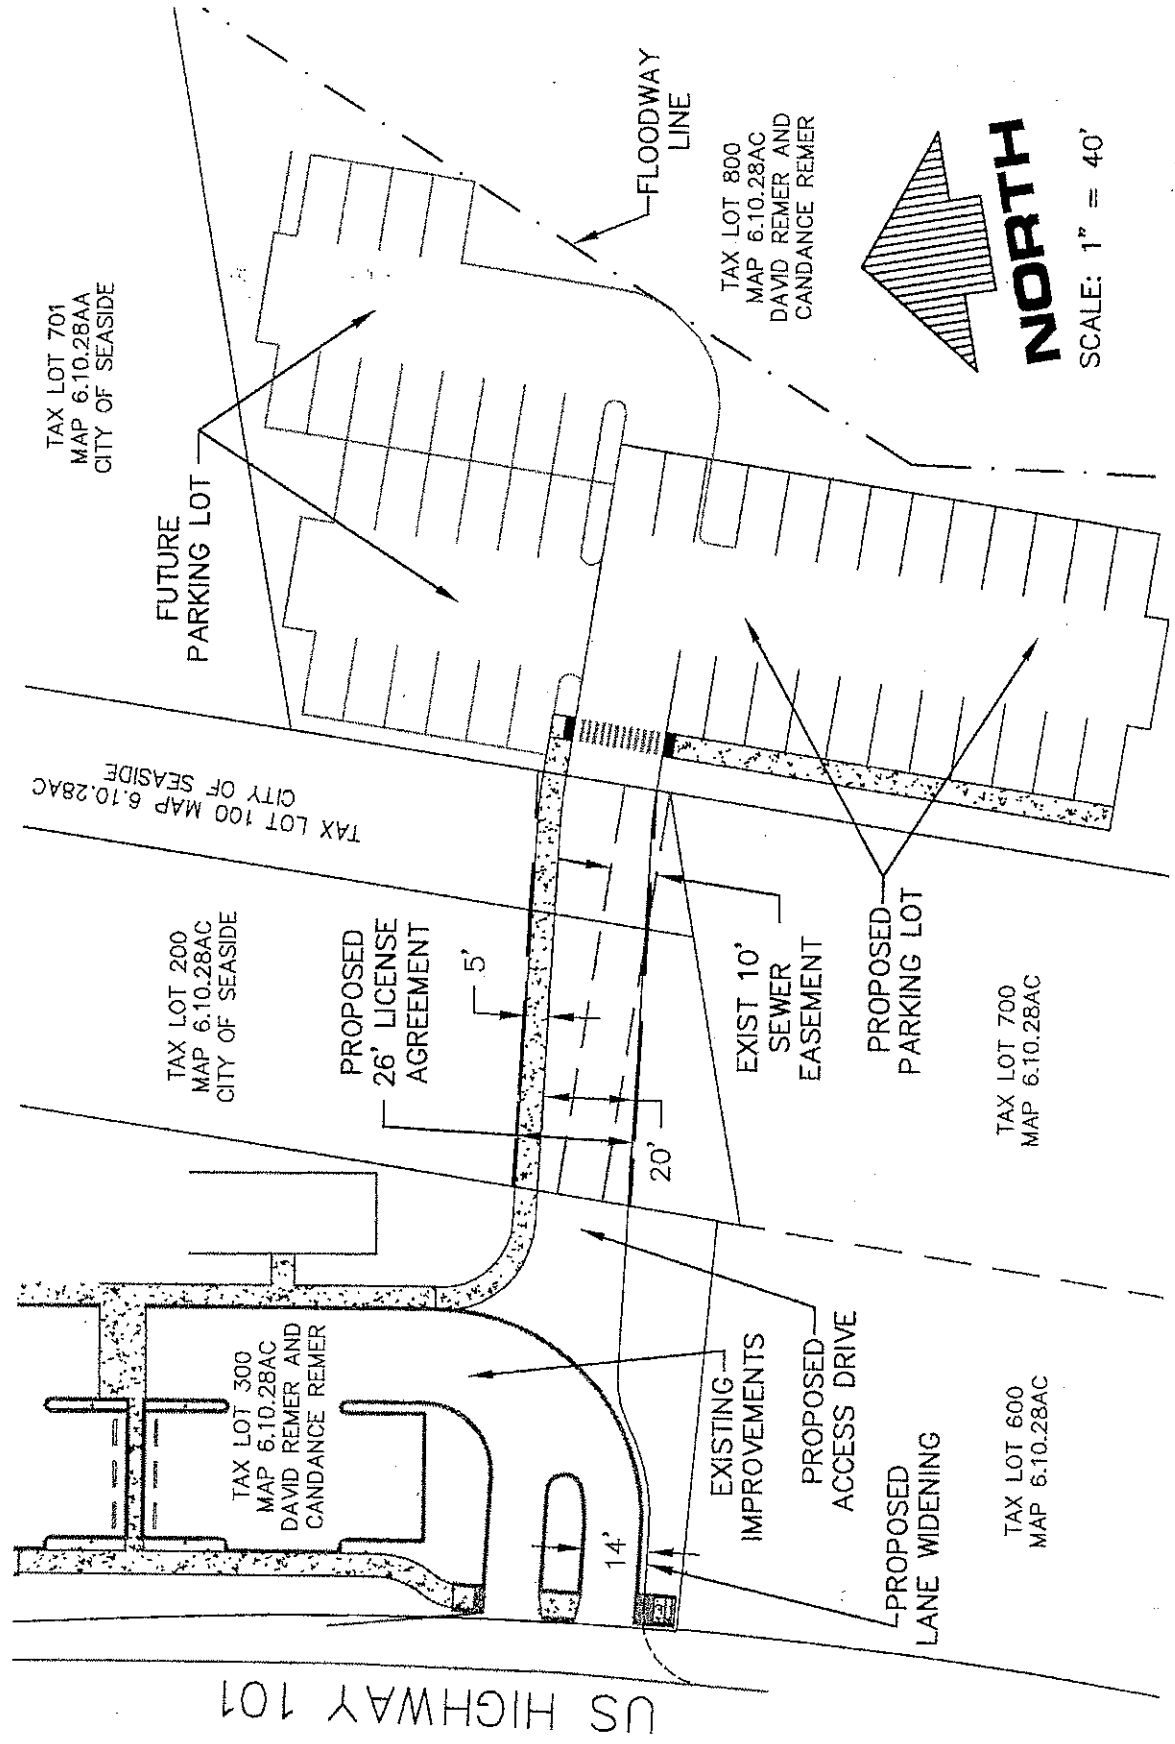 TAX LOT 701
MAP 6.10.28AA
CITY OF SEASIDE
FUTURE
PARKING LOT
FLOODWAY
LINE
TAX LOT 800
MAP 6.10.28AC
DAVID REMER AND
CANDANCE REMER
NORTH
SCALE: 1" = 40'
TAX LOT 100 MAP 6.10.28AC
CITY OF SEASIDE
TAX LOT 200
MAP 6.10.28AC
CITY OF SEASIDE
PROPOSED
26' LICENSE
AGREEMENT
5'
20'
EXIST 10'
SEWER
EASEMENT
PROPOSED
PARKING LOT
TAX LOT 700
MAP 6.10.28AC
TAX LOT 300
MAP 6.10.28AC
DAVID REMER AND
CANDANCE REMER
EXISTING
IMPROVEMENTS
PROPOSED
ACCESS DRIVE
14'
PROPOSED
LANE WIDENING
TAX LOT 600
MAP 6.10.28AC
US HIGHWAY 101